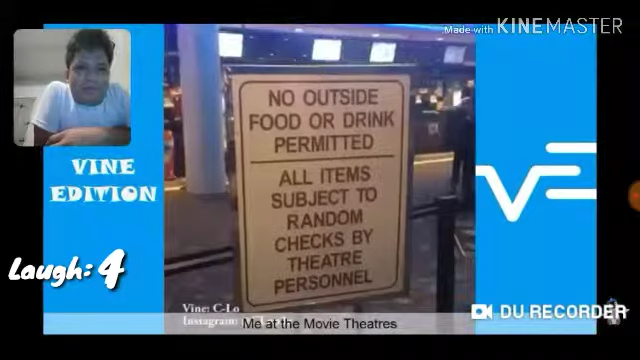 Made with KINEMASTER
NO OUTSIDE
FOOD OR DRINK
PERMITTED
ALL ITEMS
SUBJECT TO
RANDOM
CHECKS BY
THEATRE
PERSONNEL
VINE
EDITION
Laugh: 4
Vine: C-Lo
Instagram:
Me at the Movie Theatres
DU RECORDER